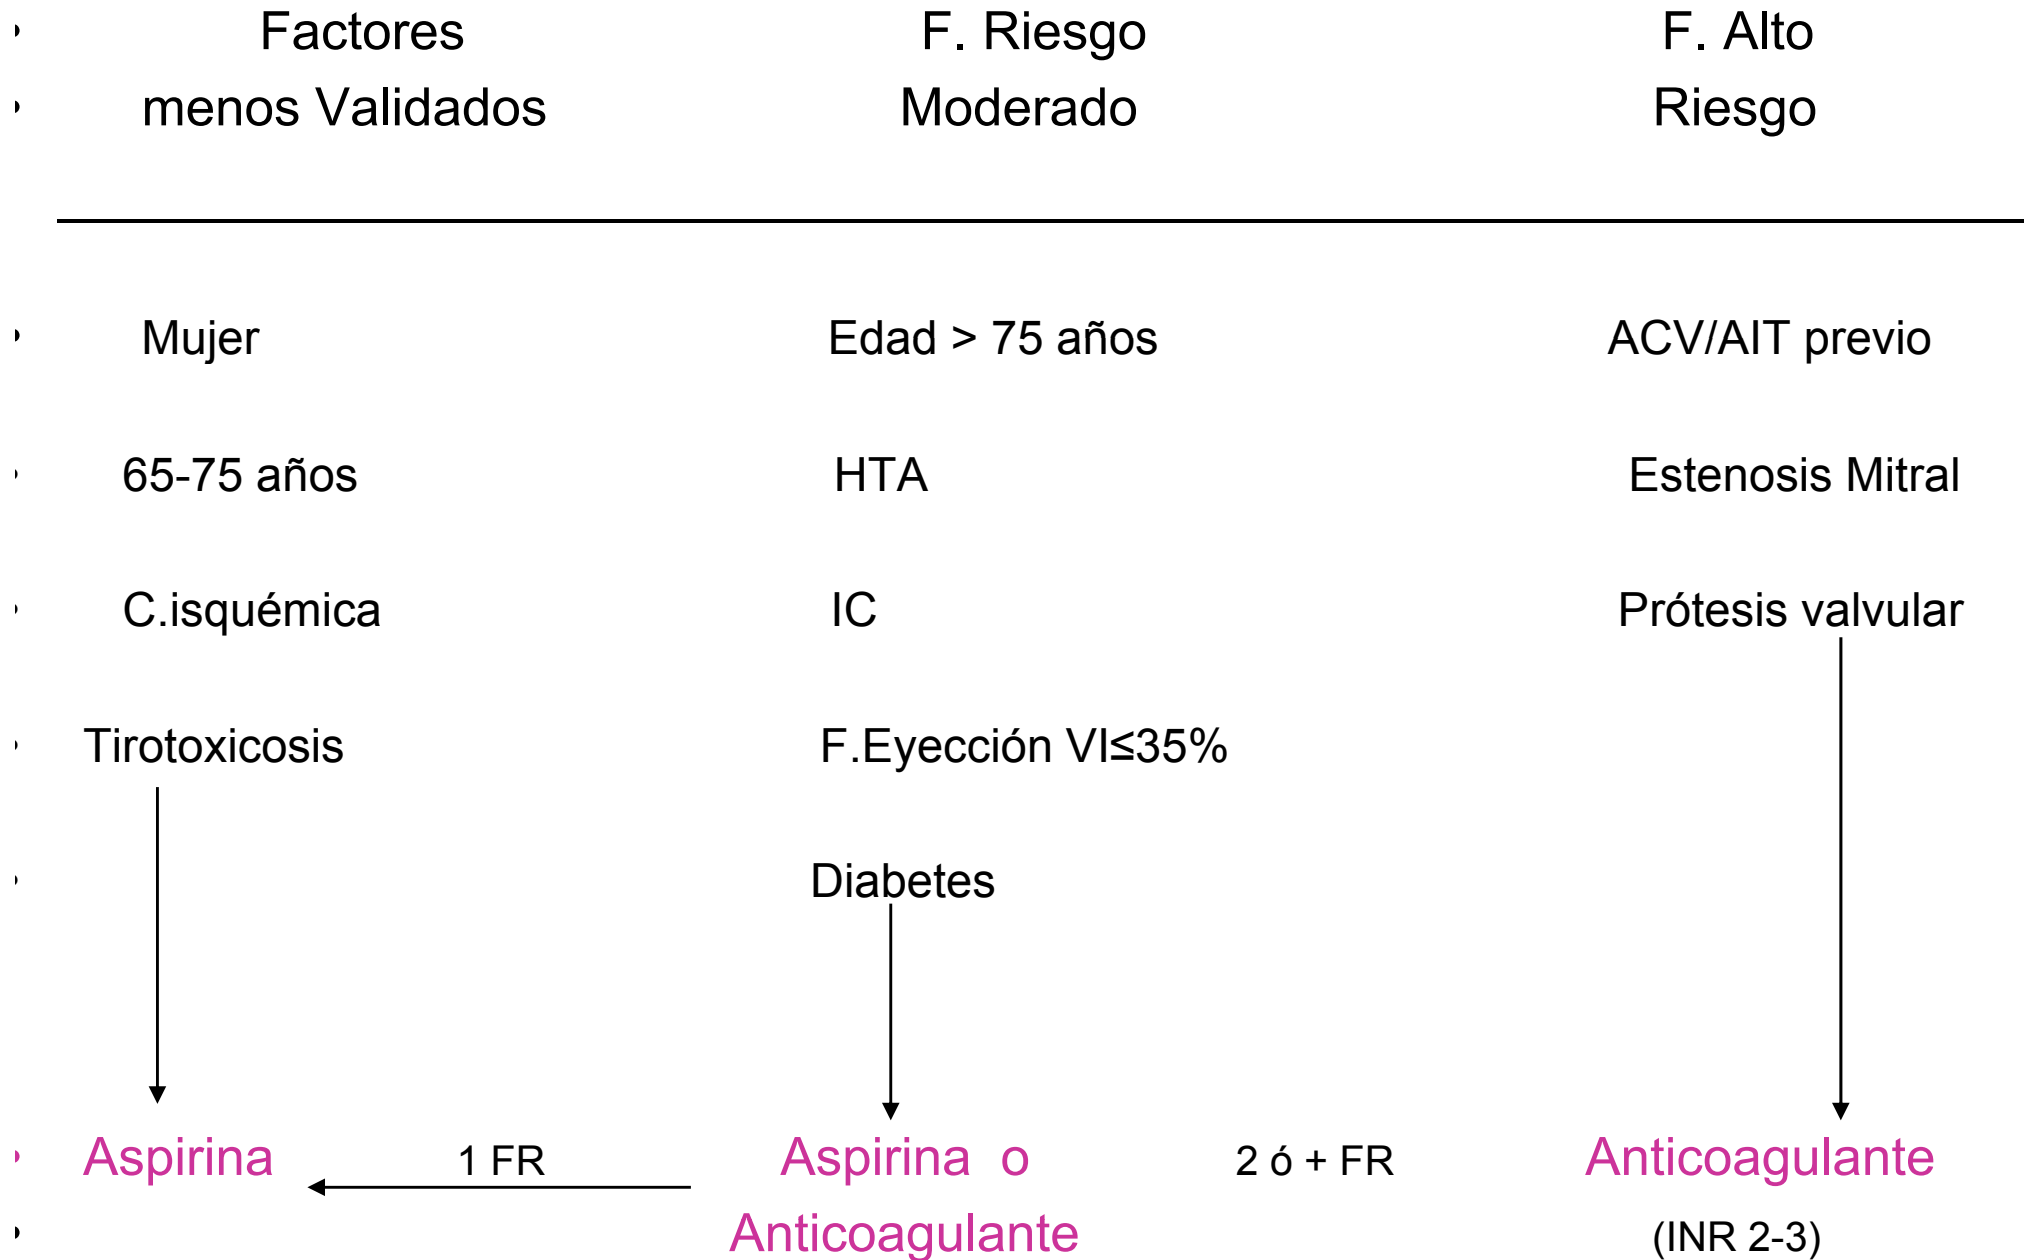 Factores F. Riesgo F. Alto
menos Validados Moderado Riesgo
Mujer Edad > 75 años ACV/AIT previo
65-75 años HTA Estenosis Mitral
C.isquémica IC Prótesis valvular
Tirotoxicosis F.Eyección VI≤35%
Diabetes
Aspirina 1 FR Aspirina o 2 ó + FR Anticoagulante
Anticoagulante (INR 2-3)